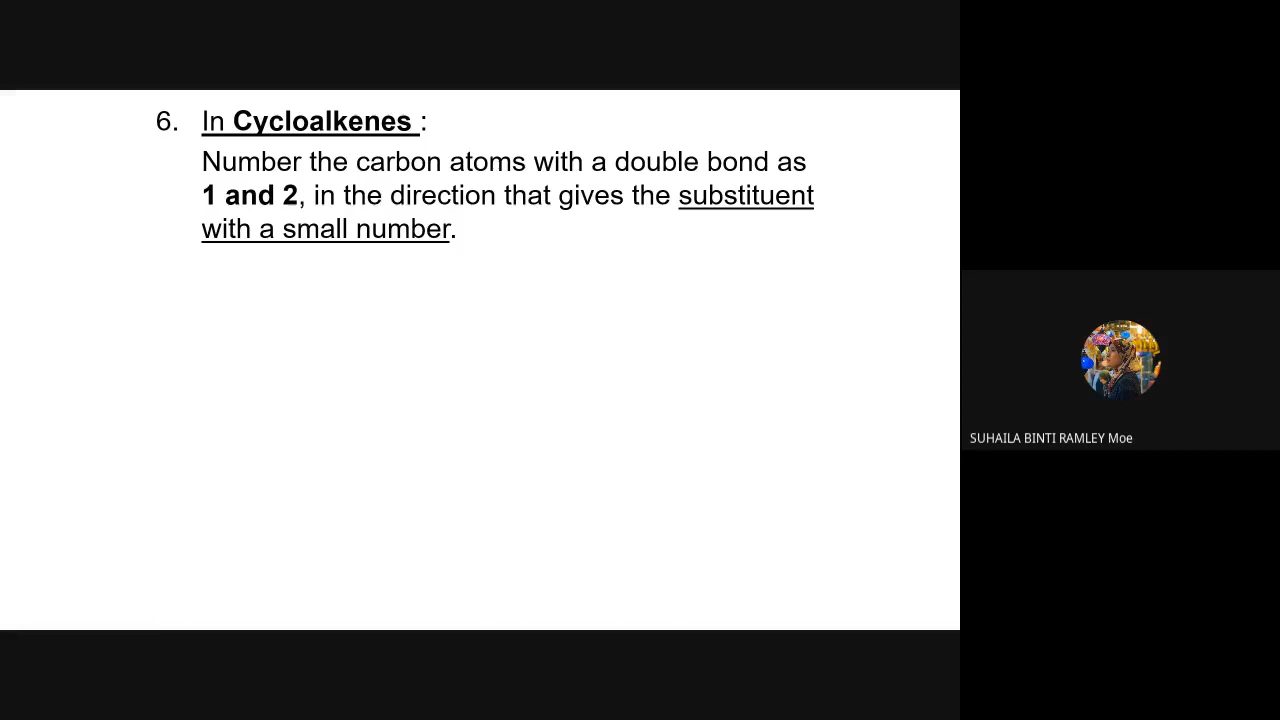 6. In Cycloalkenes :
Number the carbon atoms with a double bond as
1 and 2, in the direction that gives the substituent
with a small number.
SUHAILA BINTI RAMLEY Moe